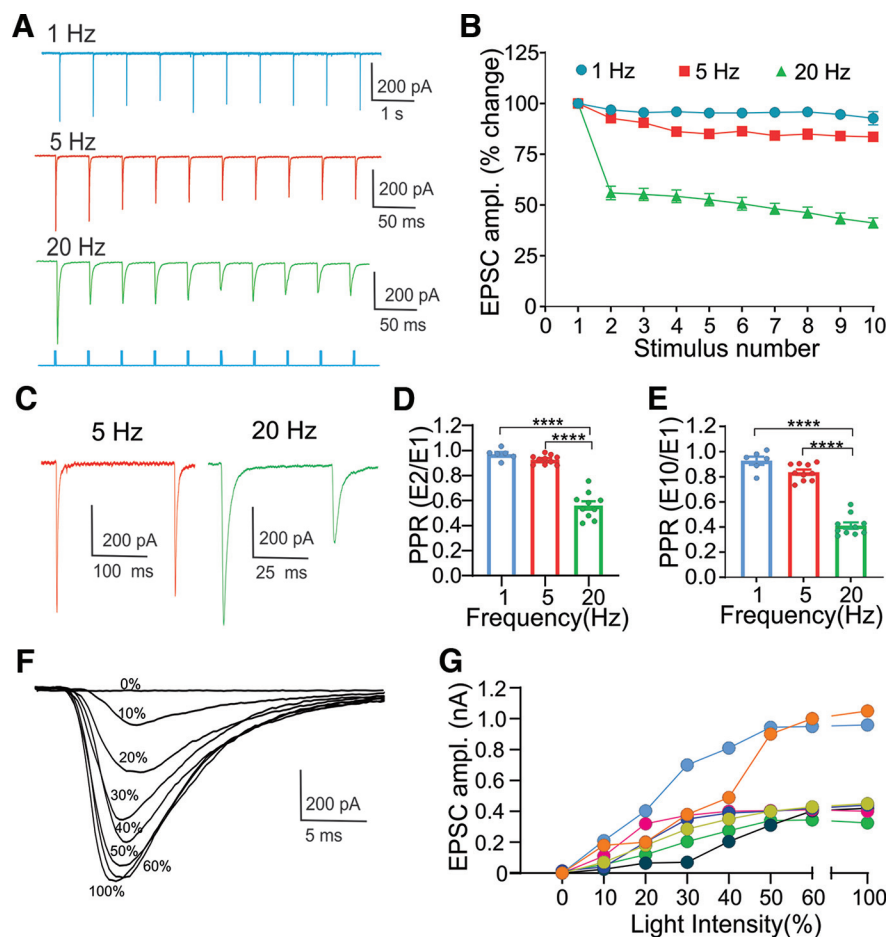 A
1 Hz
200 pA
1 s
5 Hz
200 pA
50 ms
20 Hz
200 pA
50 ms
B
125
100
75
50
25
0
1 Hz
5 Hz
20 Hz
EPSC ampl. (% change)
0 1 2 3 4 5 6 7 8 9 10
Stimulus number
C
5 Hz
20 Hz
200 pA
100 ms
200 pA
25 ms
D
****
****
1.2
1.0
0.8
0.6
0.4
0.2
0.0
PPR (E2/E1)
1 5 20
Frequency(Hz)
E
****
****
1.2
1.0
0.8
0.6
0.4
0.2
0.0
PPR (E10/E1)
1 5 20
Frequency(Hz)
F
0%
10%
20%
30%
40%
50%
60%
100%
200 pA
5 ms
G
1.2
1.0
0.8
0.6
0.4
0.2
0.0
EPSC ampl. (nA)
0 10 20 30 40 50 60 100
Light Intensity(%)